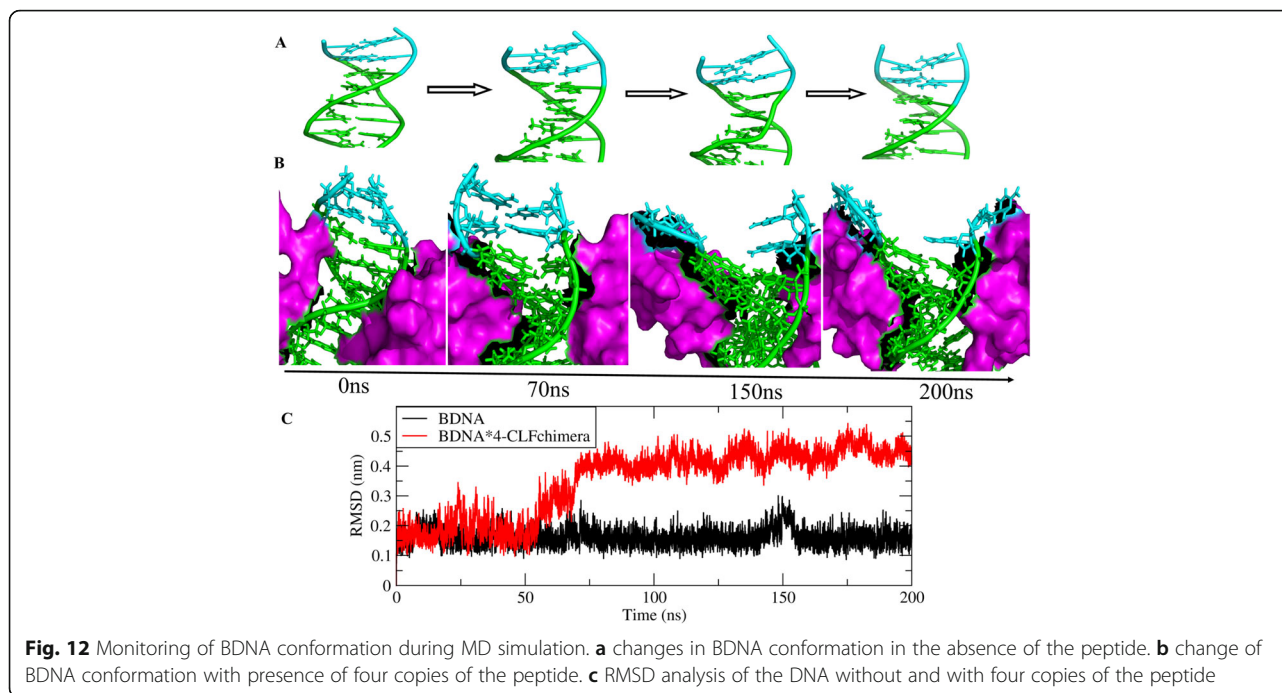 A
B
0ns
70ns
150ns
200ns
C
BDNA
BDNA*4-CLFchimera
RMSD (nm)
0.5
0.4
0.3
0.2
0.1
0
0
50
100
150
200
Time (ns)
Fig. 12 Monitoring of BDNA conformation during MD simulation. a changes in BDNA conformation in the absence of the peptide. b change of
BDNA conformation with presence of four copies of the peptide. c RMSD analysis of the DNA without and with four copies of the peptide